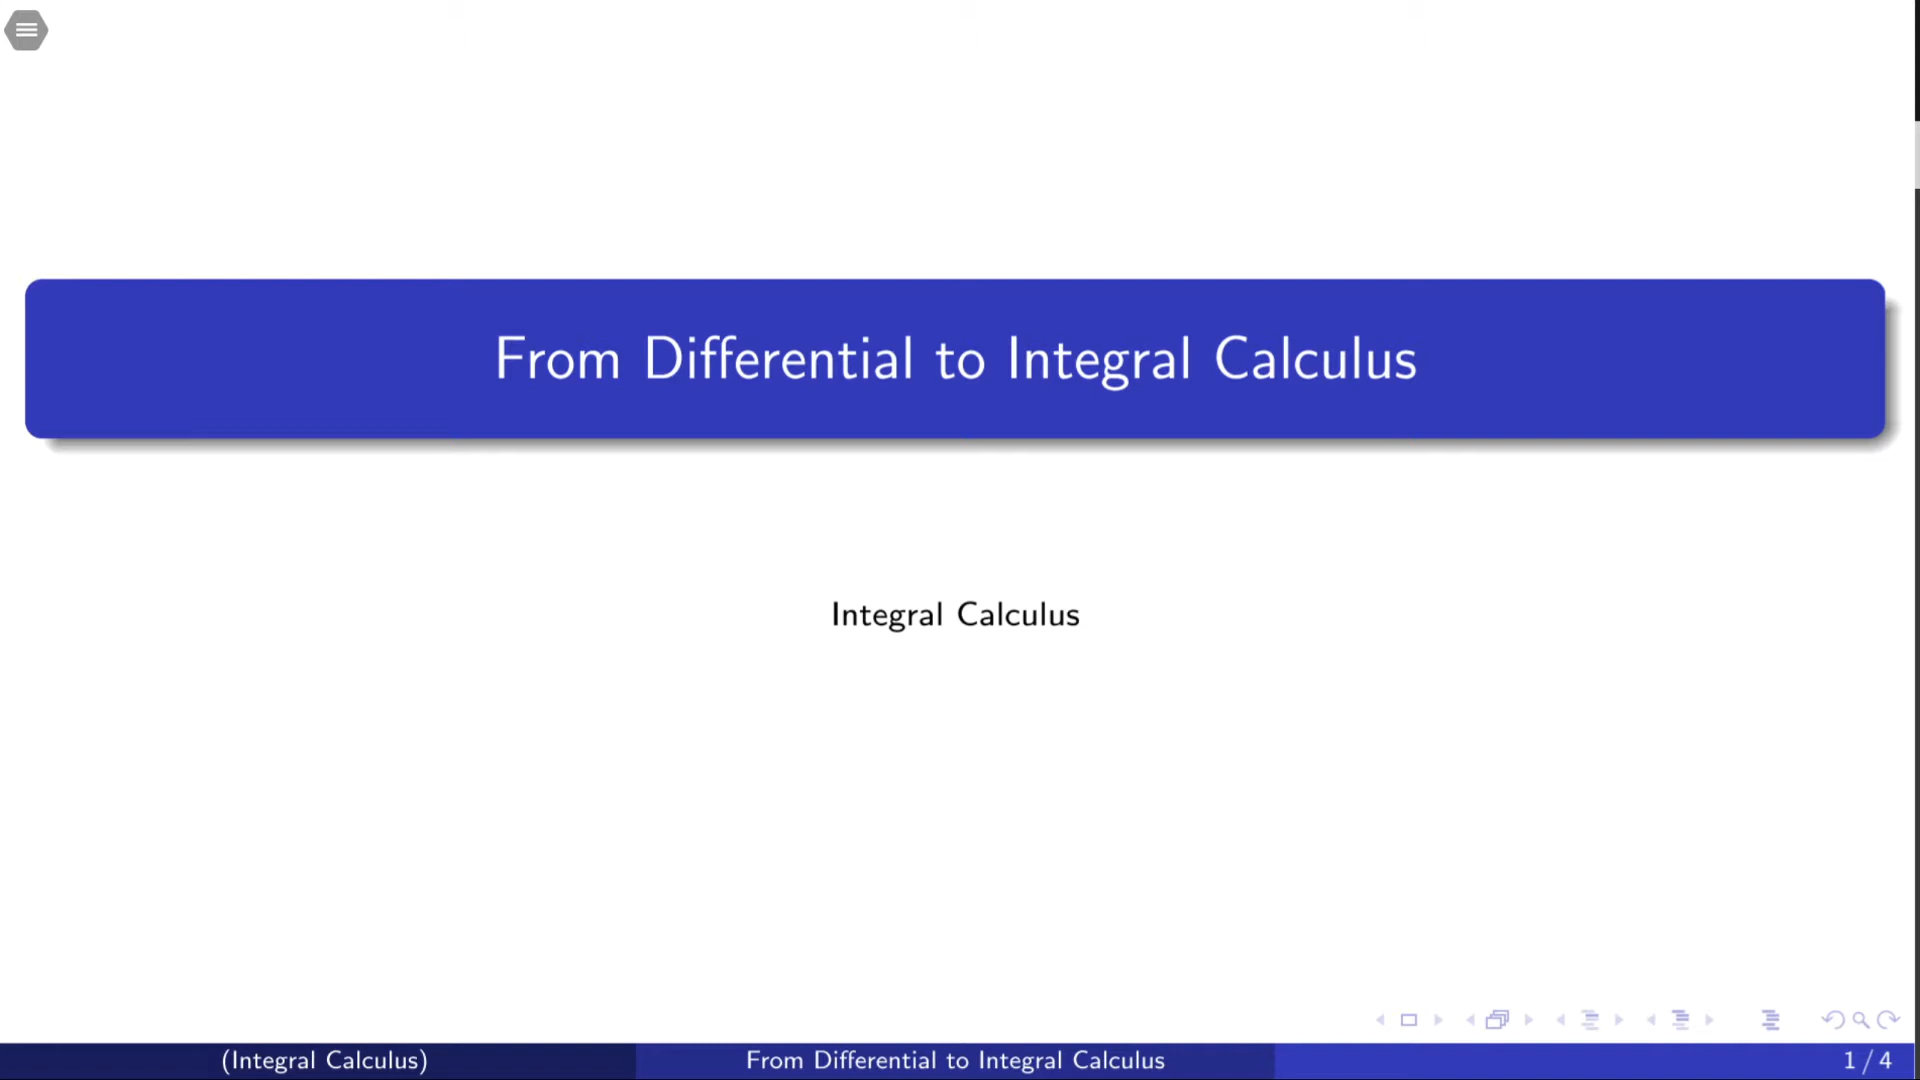 From Differential to Integral Calculus
Integral Calculus
(Integral Calculus)
From Differential to Integral Calculus
1 / 4